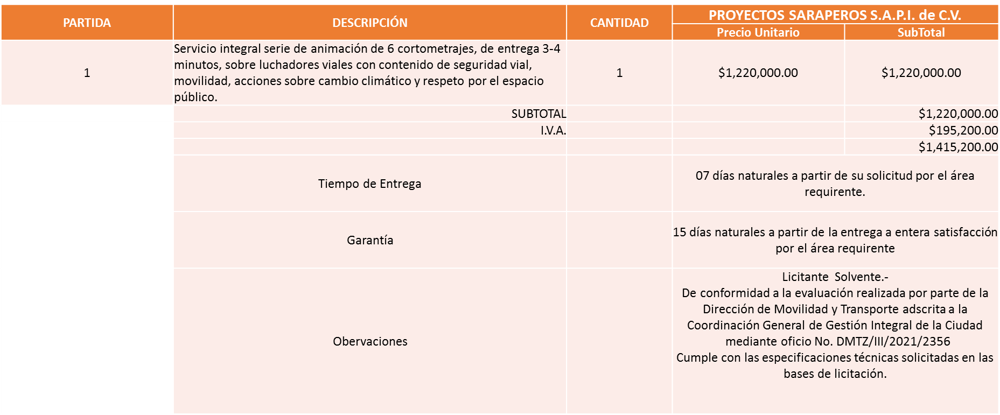 PARTIDA DESCRIPCIÓN CANTIDAD PROYECTOS SARAPEROS S.A.P.I. de C.V.
Precio Unitario SubTotal
1
Servicio integral serie de animación de 6 cortometrajes, de entrega 3-4
minutos, sobre luchadores viales con contenido de seguridad vial,
movilidad, acciones sobre cambio climático y respeto por el espacio
público.
1 $1,220,000.00 $1,220,000.00
SUBTOTAL $1,220,000.00
I.V.A. $195,200.00
$1,415,200.00
Tiempo de Entrega
07 días naturales a partir de su solicitud por el área
requirente.
Garantía
15 días naturales a partir de la entrega a entera satisfacción
por el área requirente
Obervaciones
Licitante Solvente.-
De conformidad a la evaluación realizada por parte de la
Dirección de Movilidad y Transporte adscrita a la
Coordinación General de Gestión Integral de la Ciudad
mediante oficio No. DMTZ/III/2021/2356
Cumple con las especificaciones técnicas solicitadas en las
bases de licitación.